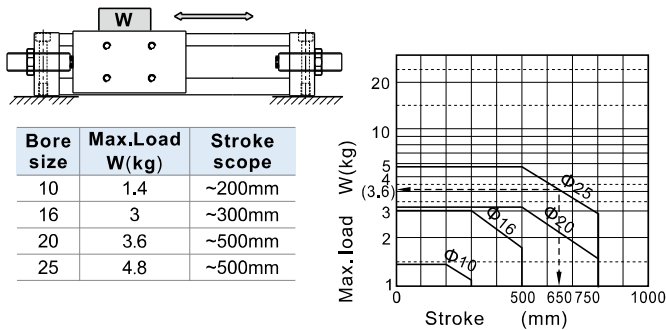 W
Bore size
Max.Load W(kg)
Stroke scope
10 1.4 ~200mm
16 3 ~300mm
20 3.6 ~500mm
25 4.8 ~500mm
Max.load W(kg)
20
10
5
4
(3.6)
3
2
1
Φ25
Φ20
Φ16
Φ10
0 500 650 750 1000
Stroke (mm)